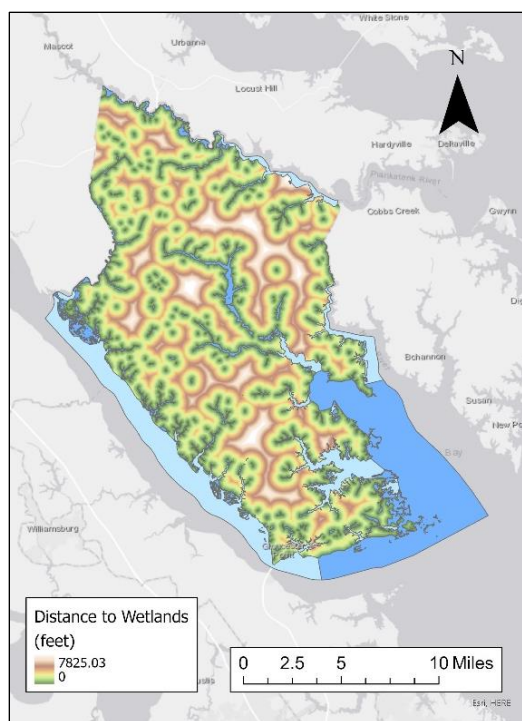 White Stone
Urbanna
Mascot
N
Locust Hill
Hardyville
Deltaville
Piankatank River
Cobbs Creek
Gwynn
Bohannon
Susan
New Po
Bay
Williamsburg
Distance to Wetlands
(feet)
7825.03
0
0 2.5 5 10 Miles
Esri, HERE